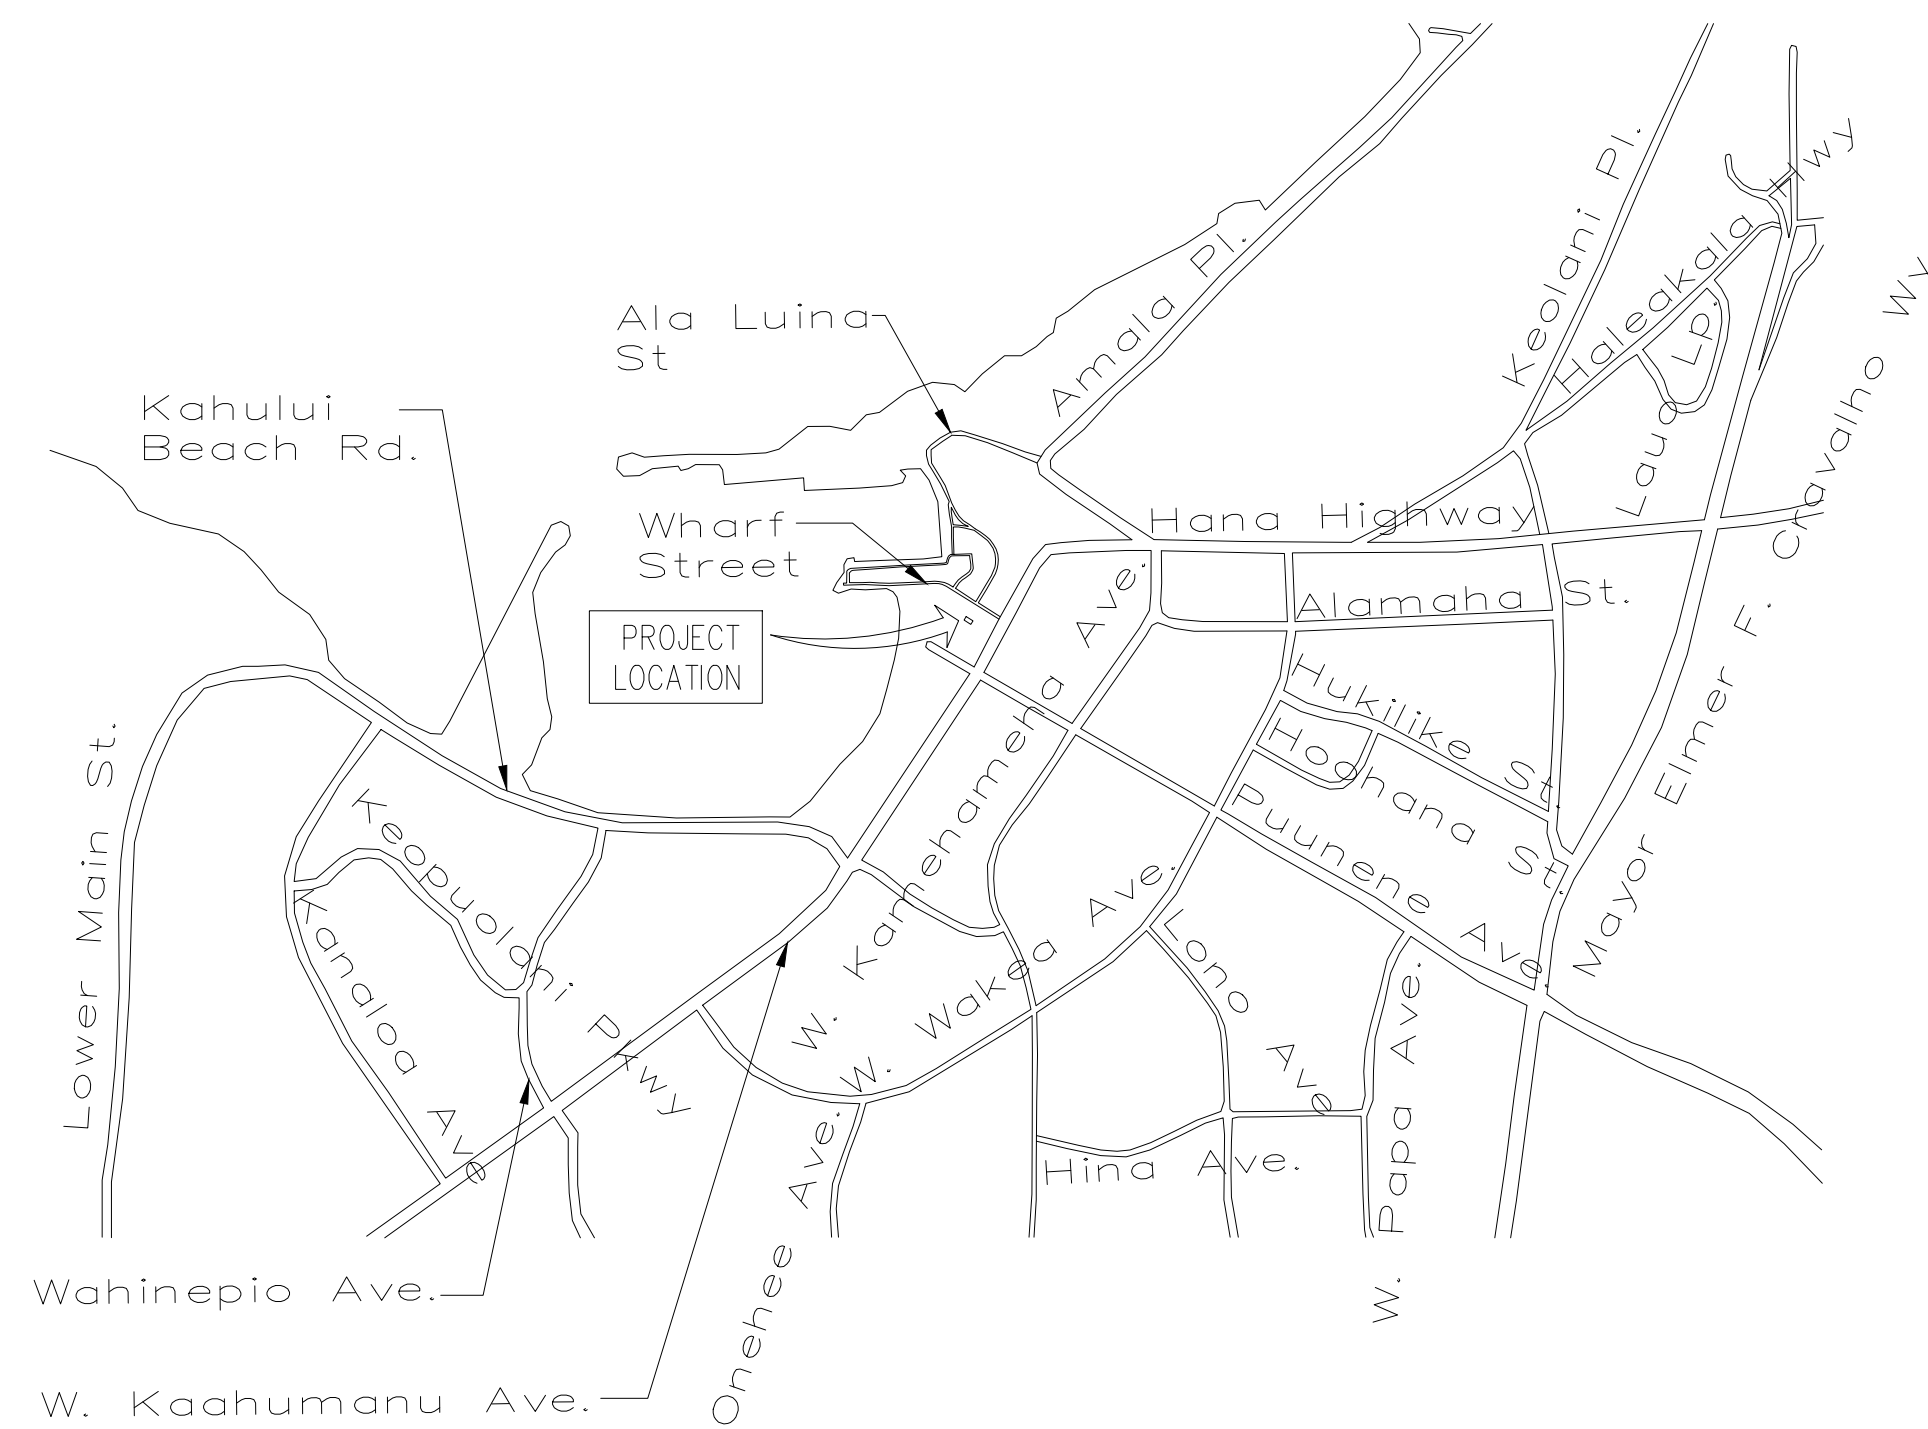 Ala Luina
St
Kahului
Beach Rd.
Wharf
Street
PROJECT
LOCATION
Amala Pl.
Keolani Pl.
Haleakala Hwy
Laua Lp.
Hana Highway
Alamaha St.
Mayor Elmer F. Cravalho Wy
Hukilike St.
Hoohana St.
Puunene Ave.
W. Kamehameha Ave.
W. Wakea Ave.
Lono Ave
Hina Ave.
W. Papa Ave.
Lower Main St.
Keopuolani Pkwy
Kanaloa Ave
Onehee Ave.
Wahinepio Ave.
W. Kaahumanu Ave.